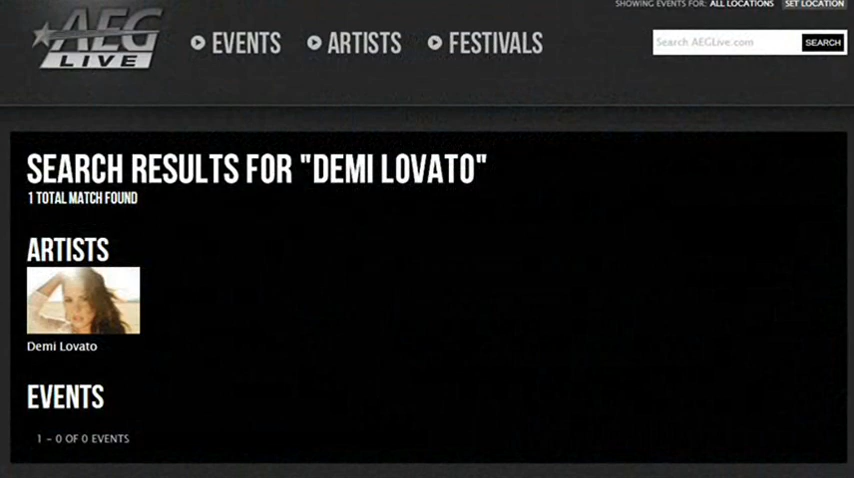 SHOWING EVENTS FOR: ALL LOCATIONS SET LOCATION
AEG
LIVE
EVENTS ARTISTS FESTIVALS
Search AEGLive.com SEARCH
SEARCH RESULTS FOR "DEMI LOVATO"
1 TOTAL MATCH FOUND
ARTISTS
Demi Lovato
EVENTS
1 - 0 OF 0 EVENTS